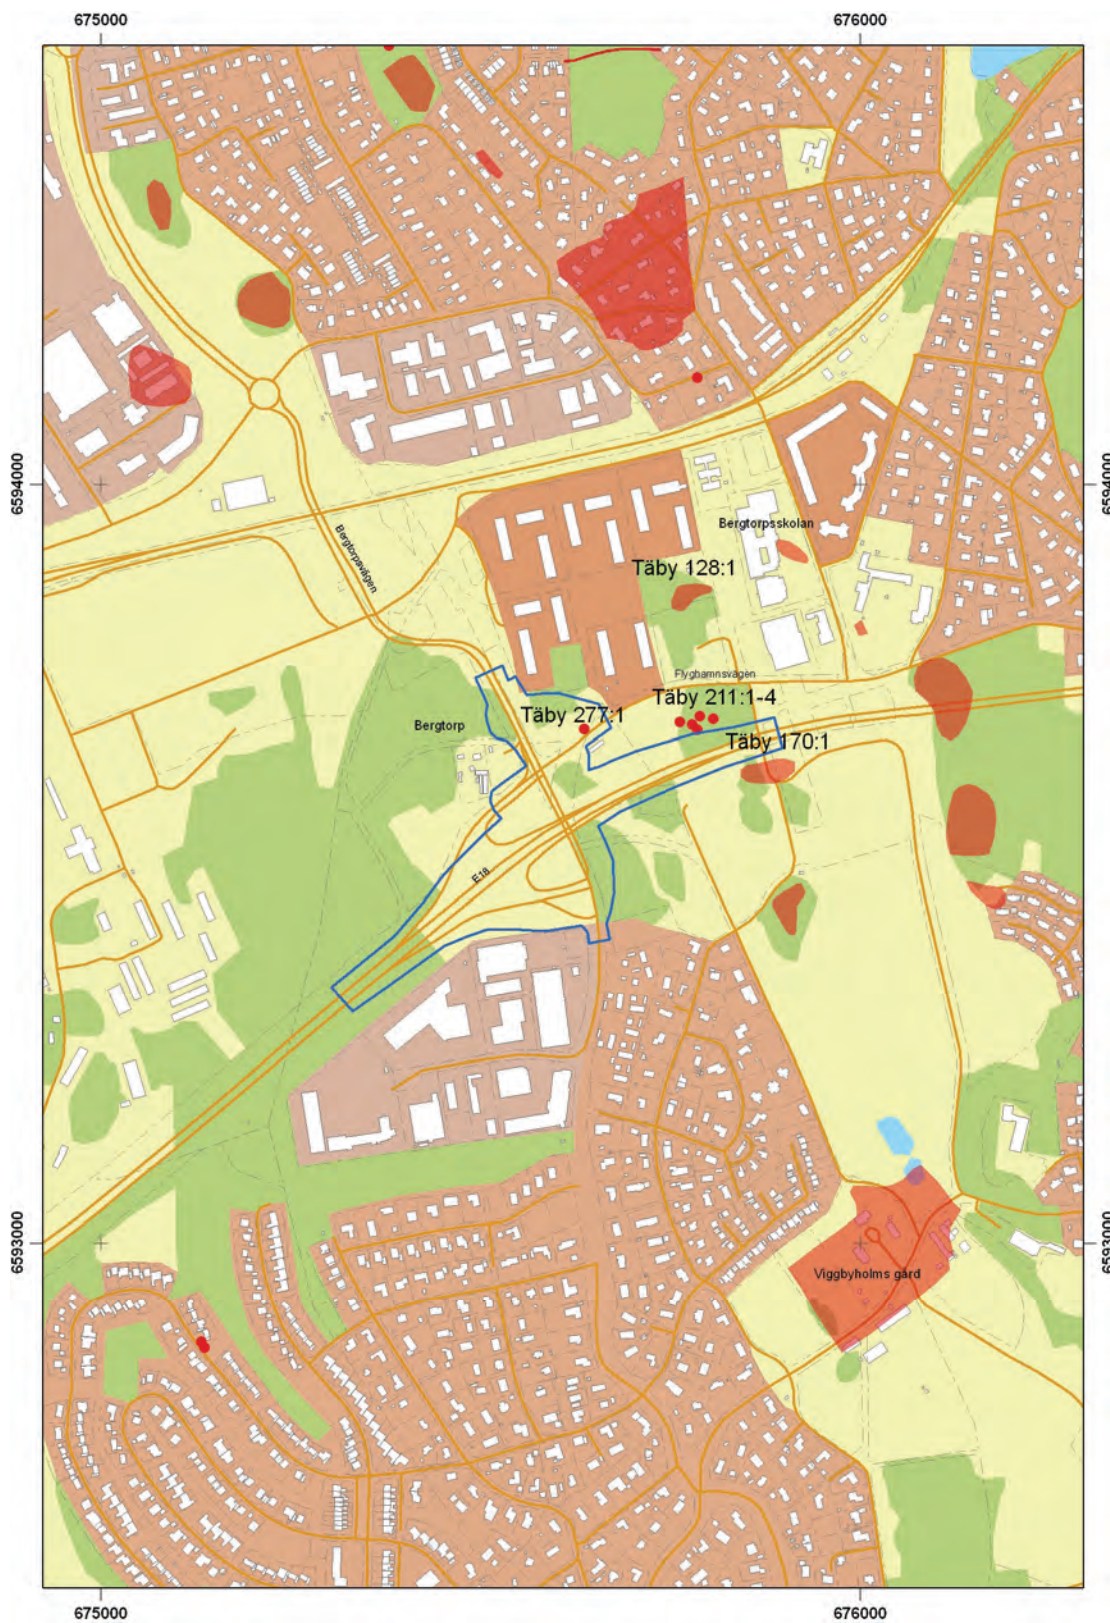 675000
676000
6594000
6594000
Bergtorpsvägen
Bergtorpsskolan
Täby 128:1
Flyghamnsvägen
Täby 211:1-4
Täby 277:1
Bergtorp
Täby 170:1
E18
6593000
6593000
Viggbyholms gård
675000
676000